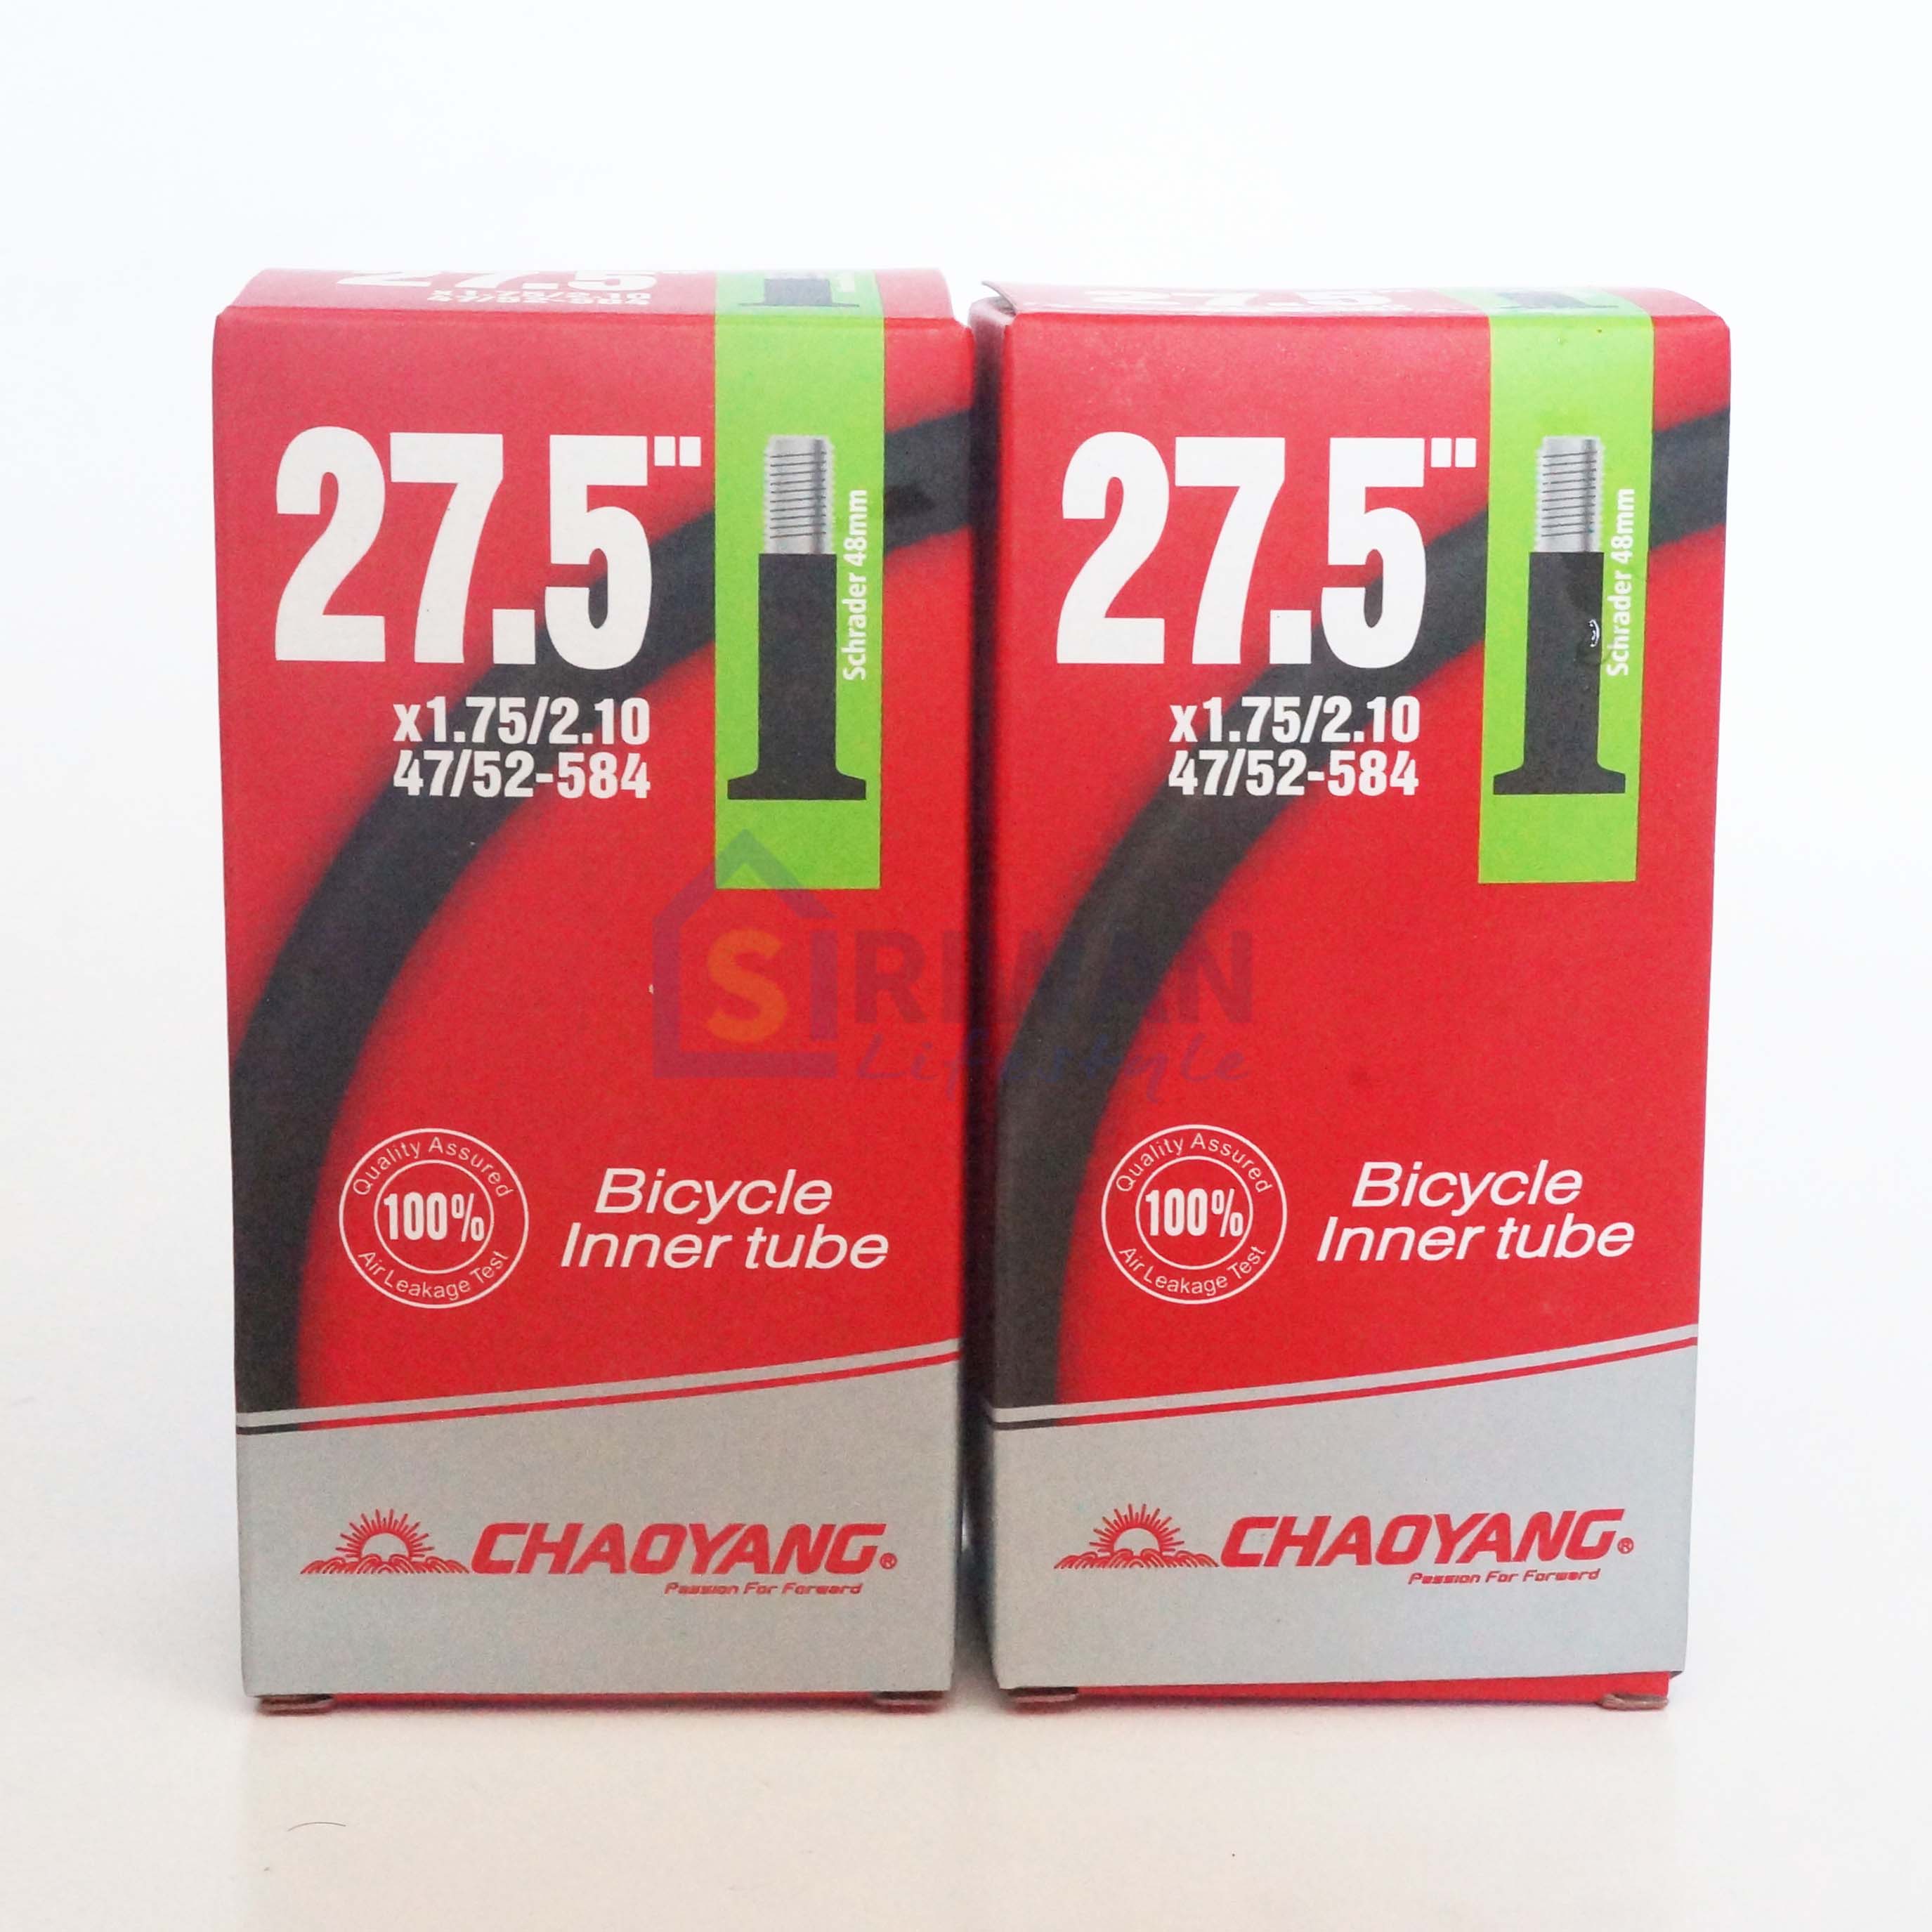 27.5"
x1.75/2.10
47/52-584
Schrader 48mm
Quality Assured
100%
Air Leakage Test
Bicycle
Inner tube
CHAOYANG®
Passion For Forward
27.5"
x1.75/2.10
47/52-584
Schrader 48mm
Quality Assured
100%
Air Leakage Test
Bicycle
Inner tube
CHAOYANG®
Passion For Forward
Lifestyle